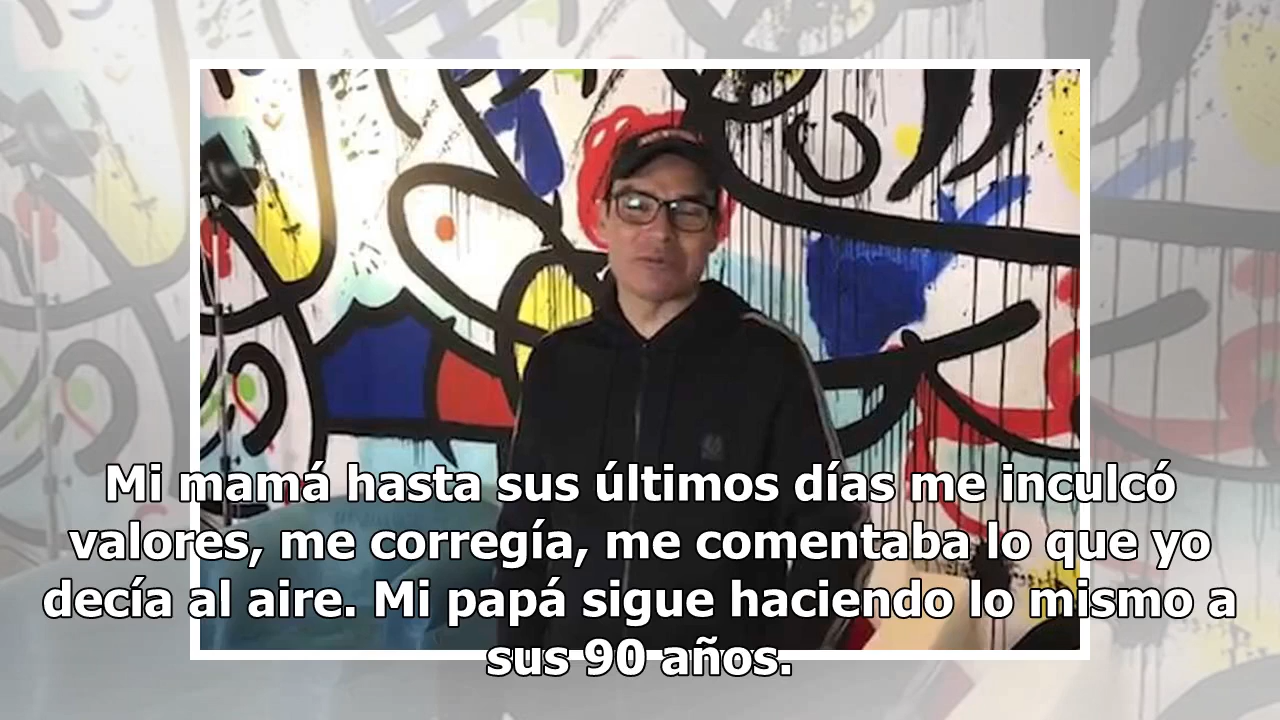 Mi mamá hasta sus últimos días me inculcó
valores, me corregía, me comentaba lo que yo
decía al aire. Mi papá sigue haciendo lo mismo a
sus 90 años.